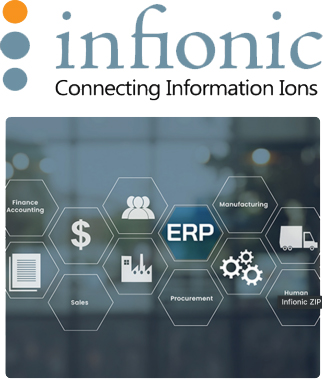 infionic
Connecting Information Ions
Finance
Accounting
Manufacturing
$
ERP
Sales
Procurement
Human
Infionic ZIP